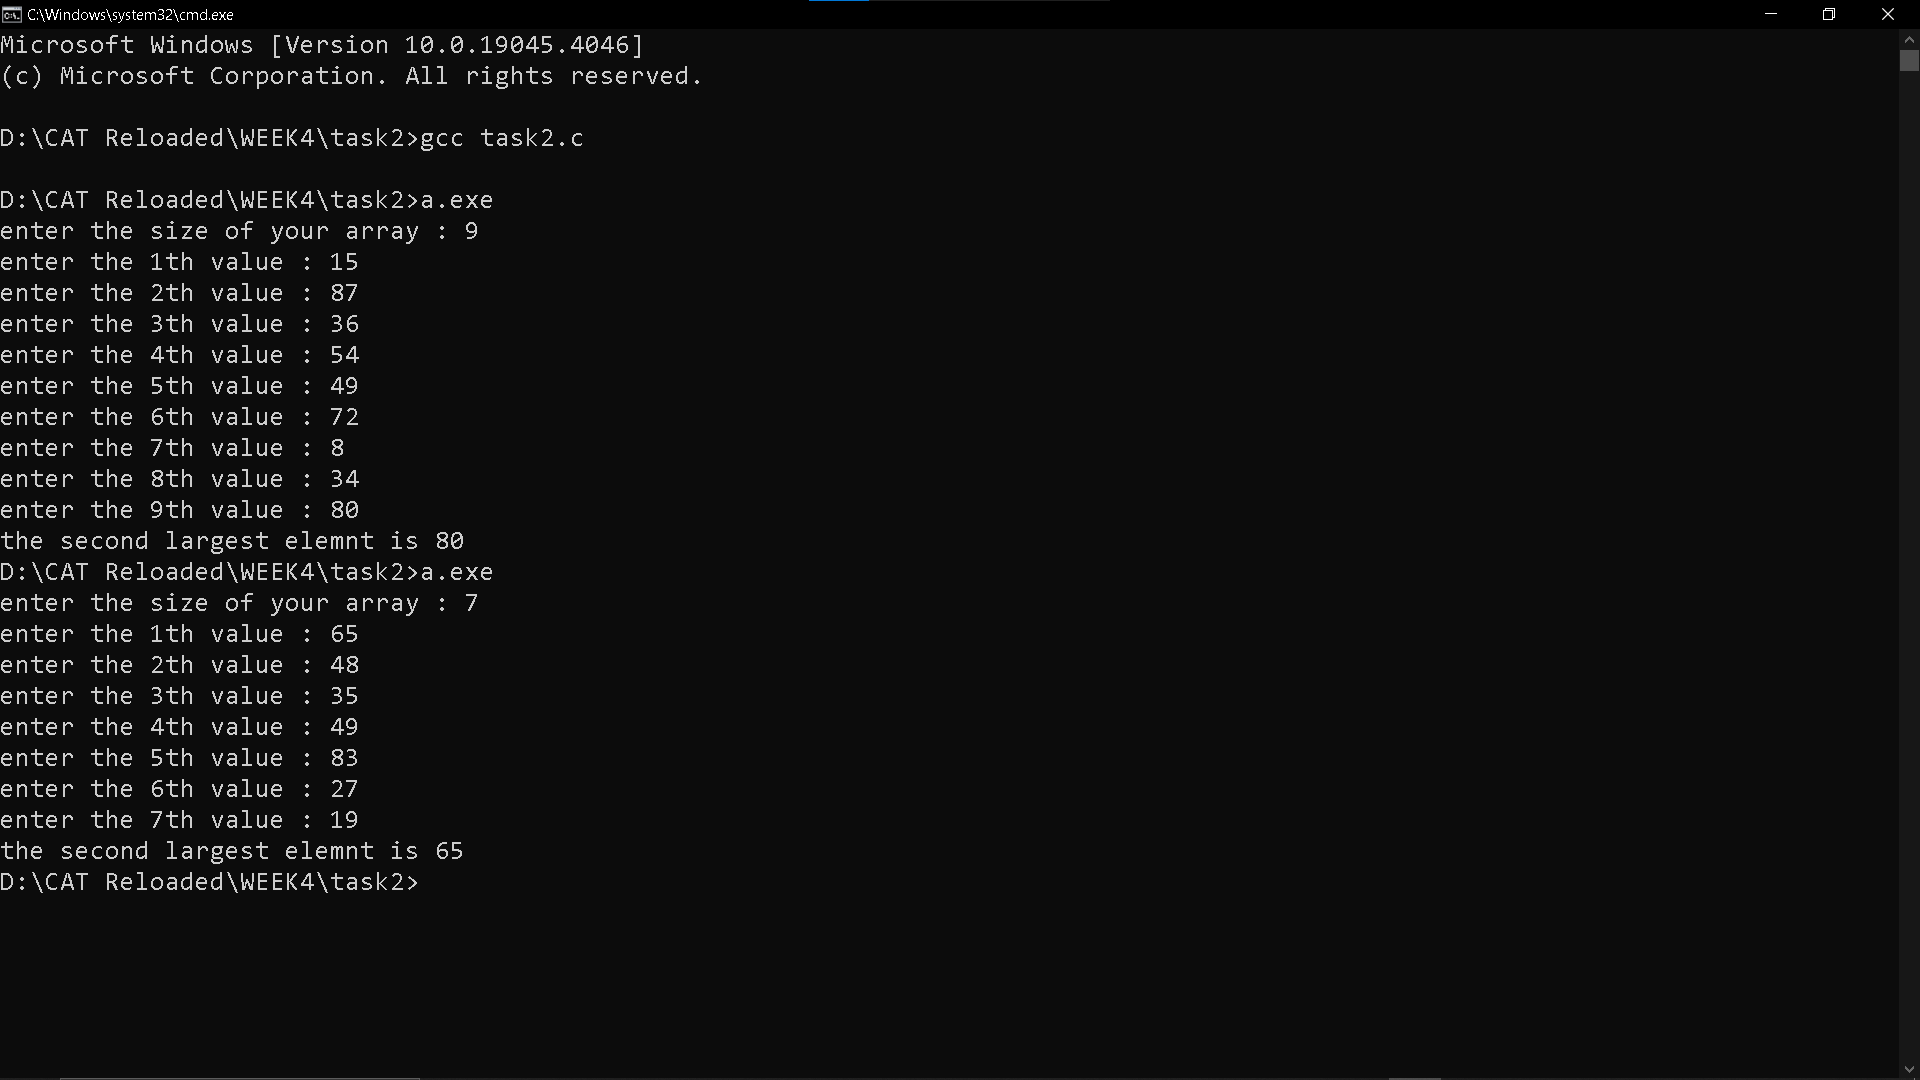 C:\Windows\system32\cmd.exe
Microsoft Windows [Version 10.0.19045.4046]
(c) Microsoft Corporation. All rights reserved.
D:\CAT Reloaded\WEEK4\task2>gcc task2.c
D:\CAT Reloaded\WEEK4\task2>a.exe
enter the size of your array : 9
enter the 1th value : 15
enter the 2th value : 87
enter the 3th value : 36
enter the 4th value : 54
enter the 5th value : 49
enter the 6th value : 72
enter the 7th value : 8
enter the 8th value : 34
enter the 9th value : 80
the second largest elemnt is 80
D:\CAT Reloaded\WEEK4\task2>a.exe
enter the size of your array : 7
enter the 1th value : 65
enter the 2th value : 48
enter the 3th value : 35
enter the 4th value : 49
enter the 5th value : 83
enter the 6th value : 27
enter the 7th value : 19
the second largest elemnt is 65
D:\CAT Reloaded\WEEK4\task2>